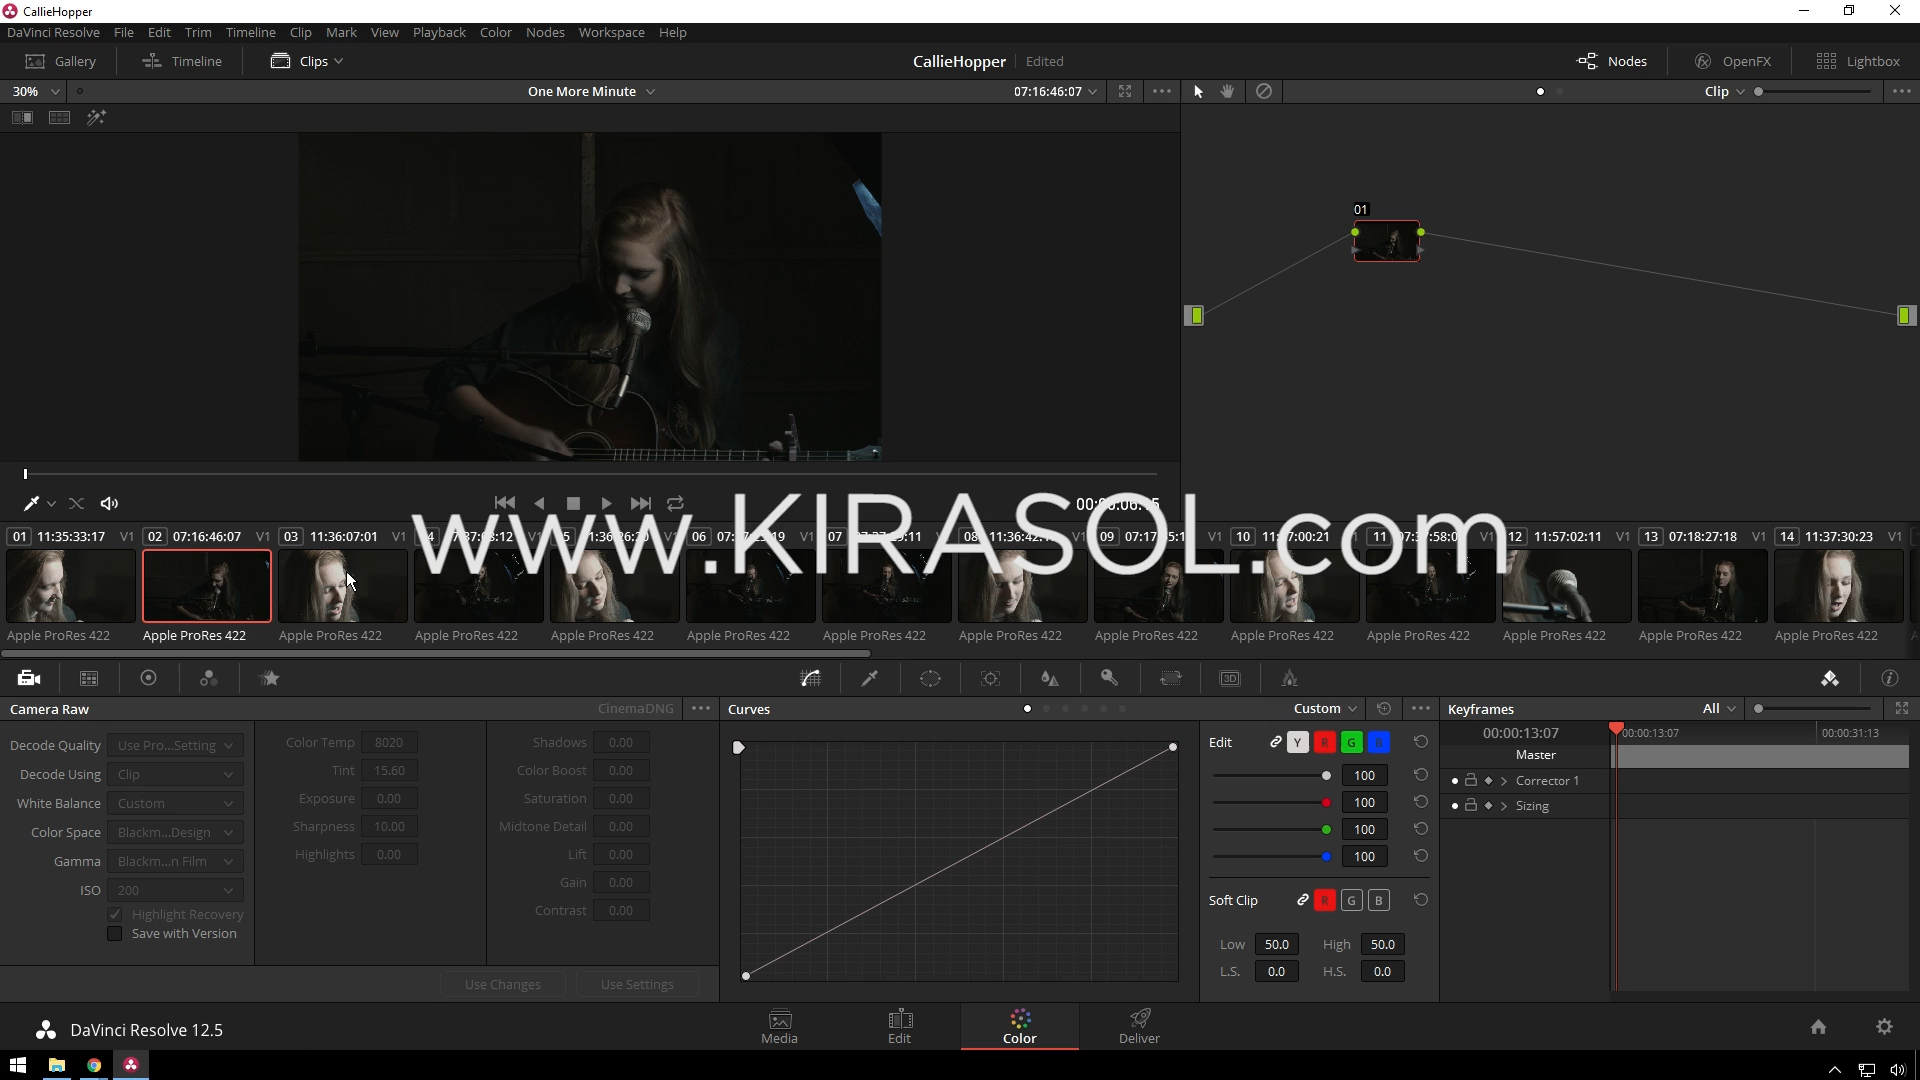 CallieHopper
DaVinci Resolve File Edit Trim Timeline Clip Mark View Playback Color Nodes Workspace Help
Gallery Timeline Clips CallieHopper Edited Nodes OpenFX Lightbox
30% One More Minute 07:16:46:07 Clip
01
www.KIRASOL.com
01 11:35:33:17 V1 02 07:16:46:07 V1 03 11:36:07:01 V1 06 V1 07 V1 08 11:36:42 V1 09 V1 10 V1 11 V1 12 11:57:02:11 V1 13 07:18:27:18 V1 14 11:37:30:23 V1
Apple ProRes 422 Apple ProRes 422 Apple ProRes 422 Apple ProRes 422 Apple ProRes 422 Apple ProRes 422 Apple ProRes 422 Apple ProRes 422 Apple ProRes 422 Apple ProRes 422 Apple ProRes 422 Apple ProRes 422 Apple ProRes 422 Apple ProRes 422
3D
Camera Raw CinemaDNG
Decode Quality Use Pro...Setting
Decode Using Clip
White Balance Custom
Color Space Blackm...Design
Gamma Blackm...n Film
ISO 200
Highlight Recovery
Save with Version
Color Temp 8020
Tint 15.60
Exposure 0.00
Sharpness 10.00
Highlights 0.00
Shadows 0.00
Color Boost 0.00
Saturation 0.00
Midtone Detail 0.00
Lift 0.00
Gain 0.00
Contrast 0.00
Use Changes Use Settings
Curves Custom
Edit Y R G B
100
100
100
100
Soft Clip R G B
Low 50.0 High 50.0
L.S. 0.0 H.S. 0.0
Keyframes All
00:00:13:07 00:00:13:07 00:00:31:13
Master
Corrector 1
Sizing
DaVinci Resolve 12.5
Media Edit Color Deliver